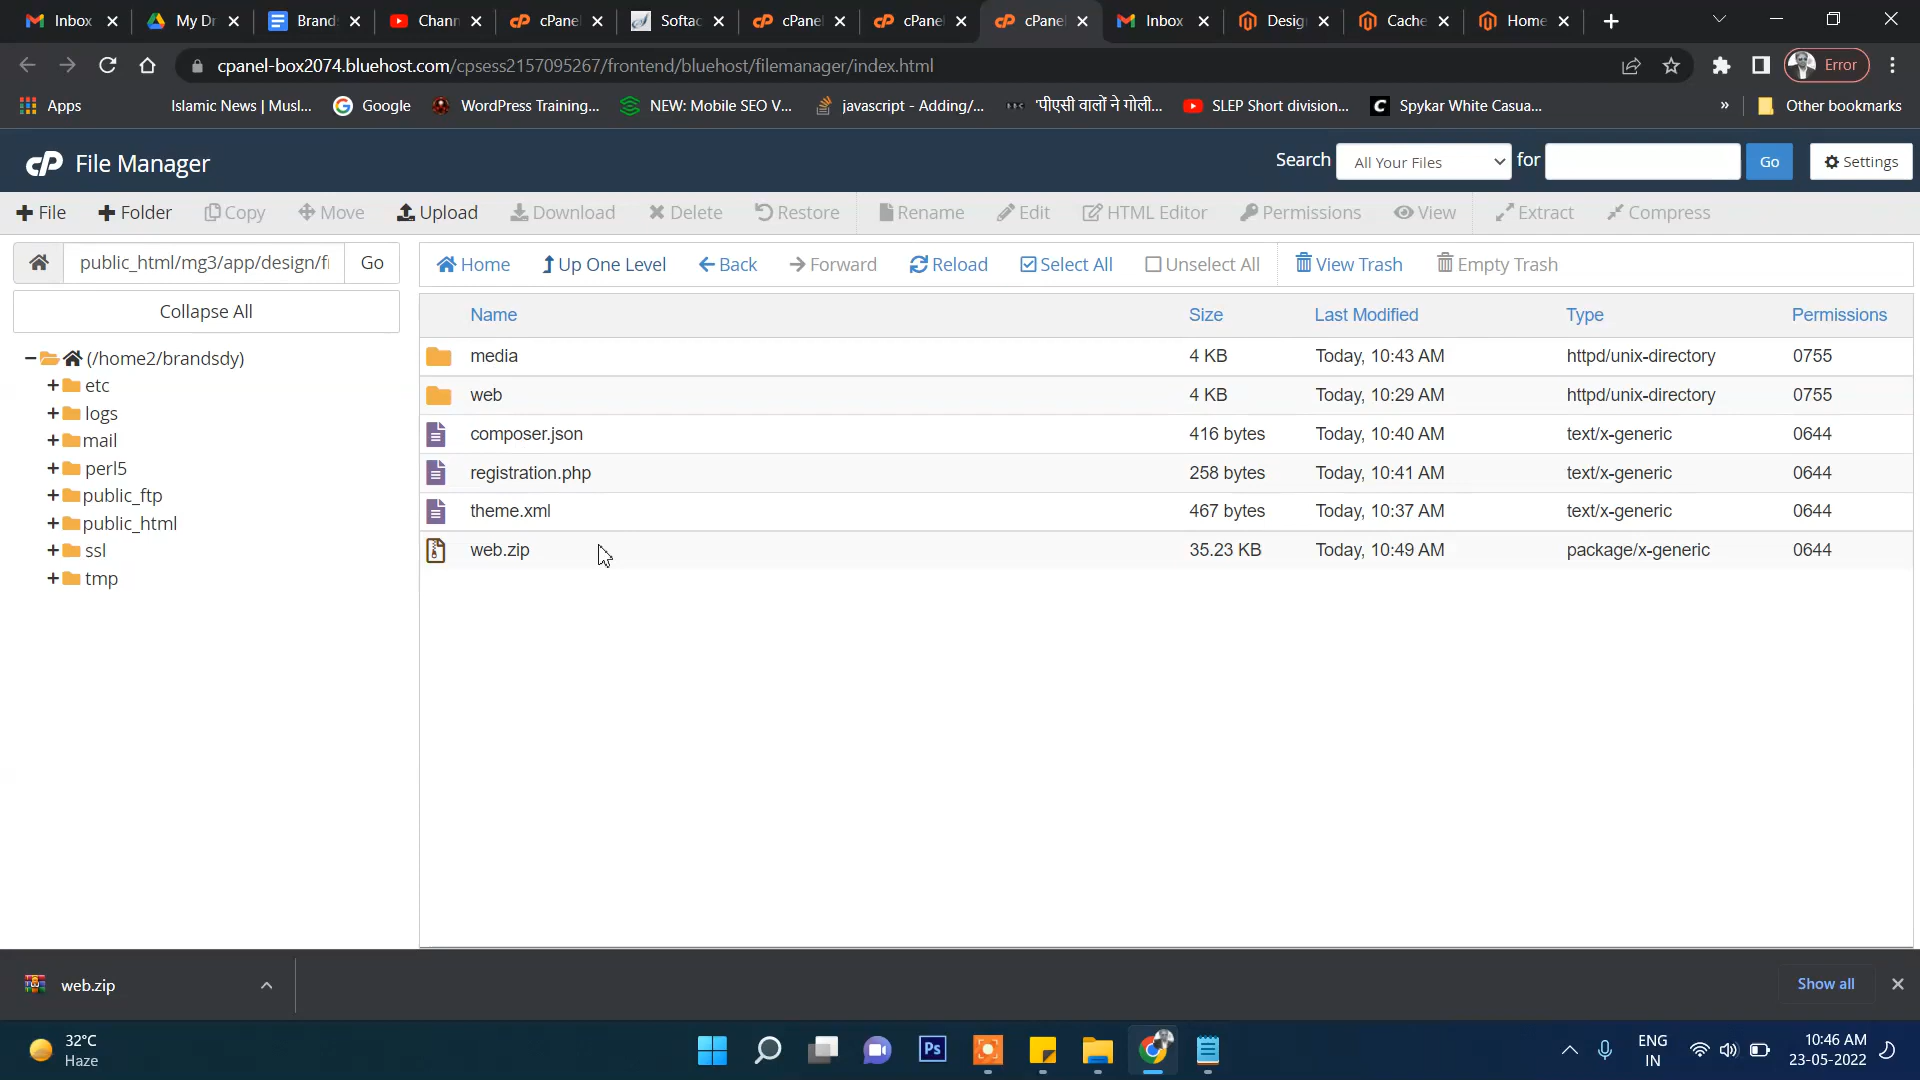 Inbox
My Dr
Brand
Chann
cPanel
Softac
cPanel
cPanel
cPanel
Inbox
Desig
Cache
Home
cpanel-box2074.bluehost.com/cpsess2157095267/frontend/bluehost/filemanager/index.html
Error
Apps
Islamic News | Musl...
Google
WordPress Training...
NEW: Mobile SEO V...
javascript - Adding/...
'पीएसी वालों ने गोली...
SLEP Short division...
Spykar White Casua...
»
Other bookmarks
cP File Manager
Search
All Your Files
for
Go
Settings
File
Folder
Copy
Move
Upload
Download
Delete
Restore
Rename
Edit
HTML Editor
Permissions
View
Extract
Compress
public_html/mg3/app/design/f
Go
Home
Up One Level
Back
Forward
Reload
Select All
Unselect All
View Trash
Empty Trash
Collapse All
(/home2/brandsdy)
etc
logs
mail
perl5
public_ftp
public_html
ssl
tmp
Name Size Last Modified Type Permissions
media 4 KB Today, 10:43 AM httpd/unix-directory 0755
web 4 KB Today, 10:29 AM httpd/unix-directory 0755
composer.json 416 bytes Today, 10:40 AM text/x-generic 0644
registration.php 258 bytes Today, 10:41 AM text/x-generic 0644
theme.xml 467 bytes Today, 10:37 AM text/x-generic 0644
web.zip 35.23 KB Today, 10:49 AM package/x-generic 0644
web.zip
Show all
32°C
Haze
Ps
ENG
IN
10:46 AM
23-05-2022